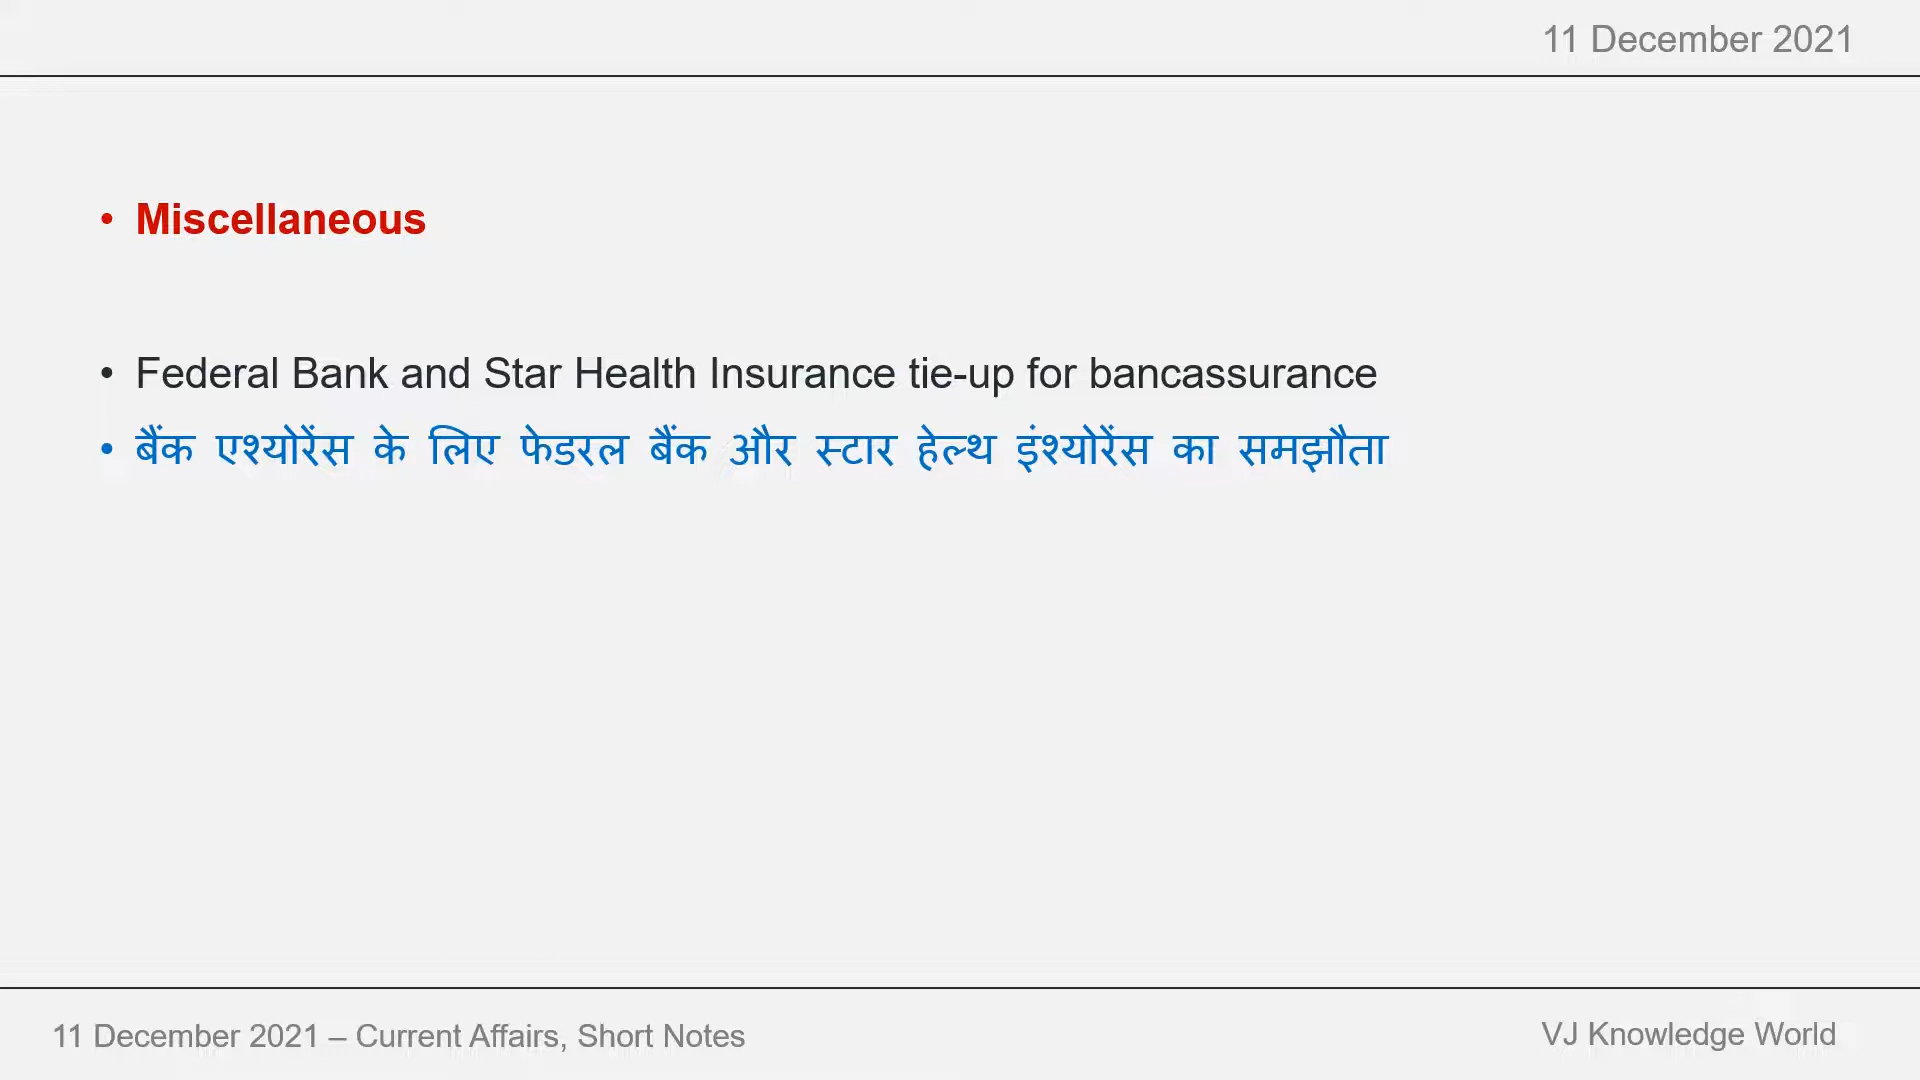 11 December 2021
• Miscellaneous
• Federal Bank and Star Health Insurance tie-up for bancassurance
• बैंक एश्योरेंस के लिए फेडरल बैंक और स्टार हेल्थ इंश्योरेंस का समझौता
11 December 2021 – Current Affairs, Short Notes
VJ Knowledge World